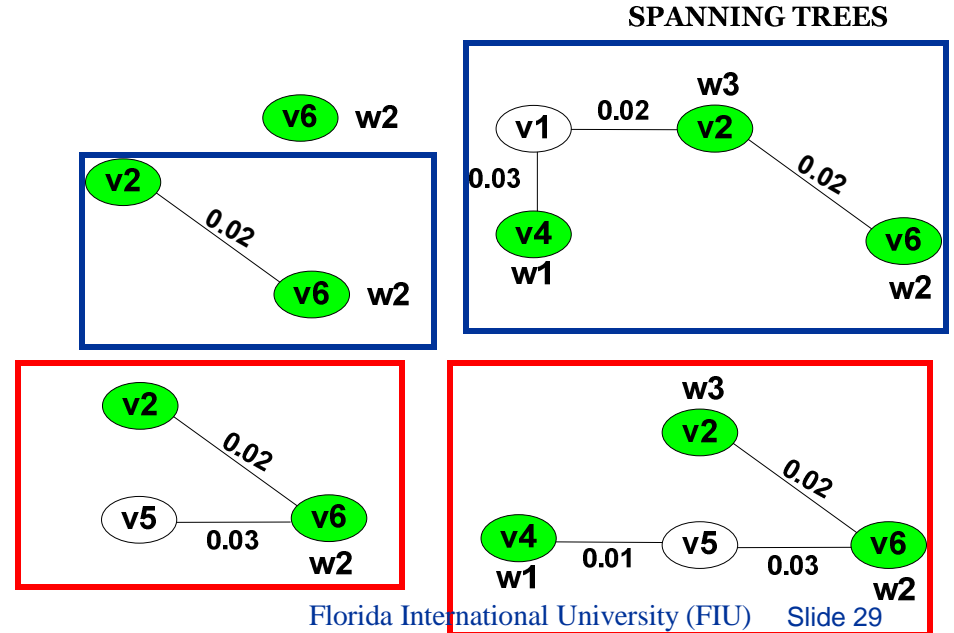 SPANNING TREES
v6 w2
v2
0.02
v6 w2
w3
v1 0.02 v2
0.03 0.02
v4 v6
w1 w2
v2
0.02
v5 0.03 v6
w2
w3
v2
0.02
v4 0.01 v5 0.03 v6
w1 w2
Florida International University (FIU) Slide 29